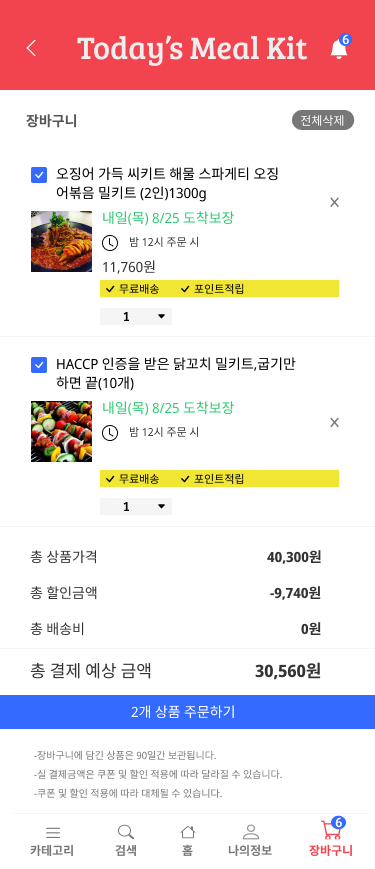 Today's Meal Kit
6
장바구니
전체삭제
오징어 가득 씨키트 해물 스파게티 오징
어볶음 밀키트 (2인)1300g
내일(목) 8/25 도착보장
밤 12시 주문 시
11,760원
무료배송 포인트적립
1
HACCP 인증을 받은 닭꼬치 밀키트,굽기만
하면 끝(10개)
내일(목) 8/25 도착보장
밤 12시 주문 시
무료배송 포인트적립
1
총 상품가격 40,300원
총 할인금액 -9,740원
총 배송비 0원
총 결제 예상 금액 30,560원
2개 상품 주문하기
-장바구니에 담긴 상품은 90일간 보관됩니다.
-실 결제금액은 쿠폰 및 할인 적용에 따라 달라질 수 있습니다.
-쿠폰 및 할인 적용에 따라 대체될 수 있습니다.
6
카테고리 검색 홈 나의정보 장바구니